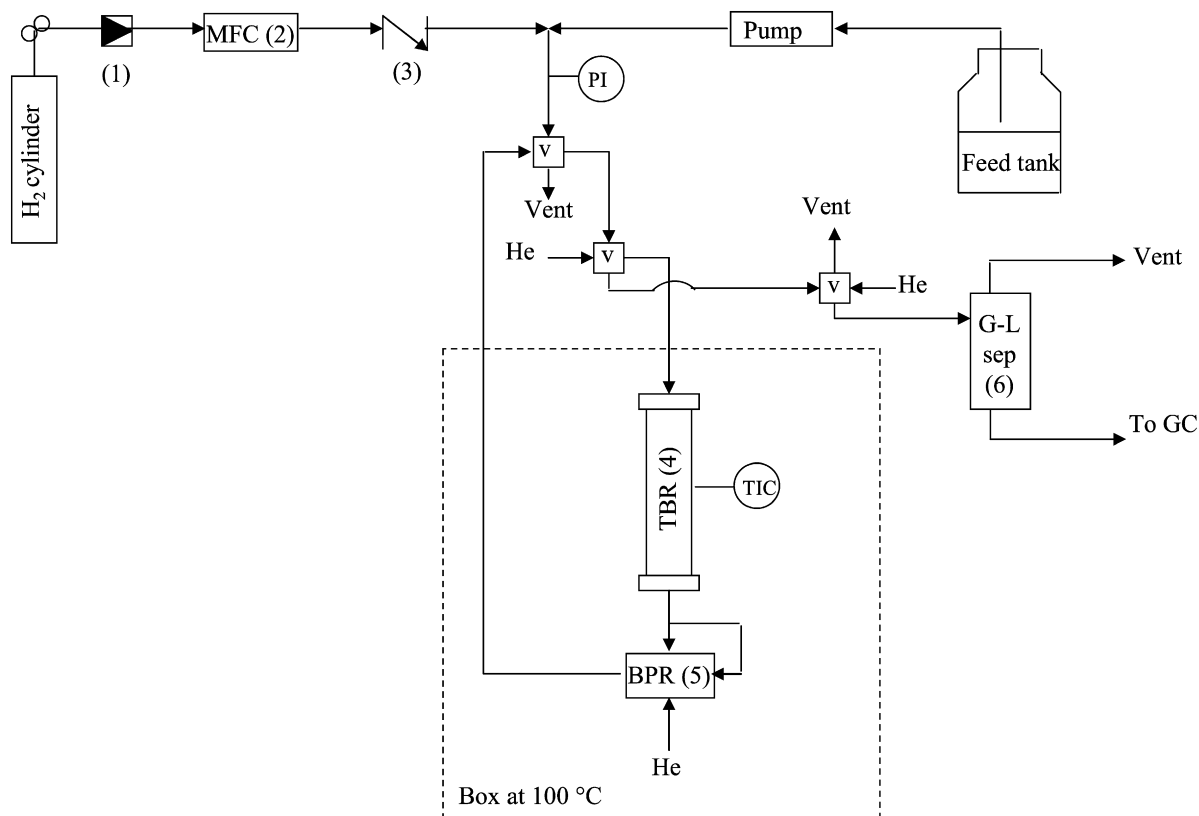 MFC (2)
Pump
(1)
(3)
PI
H₂ cylinder
Feed tank
v
Vent
Vent
He
v
v
He
Vent
G-L
sep
(6)
To GC
TBR (4)
TIC
BPR (5)
He
Box at 100 °C